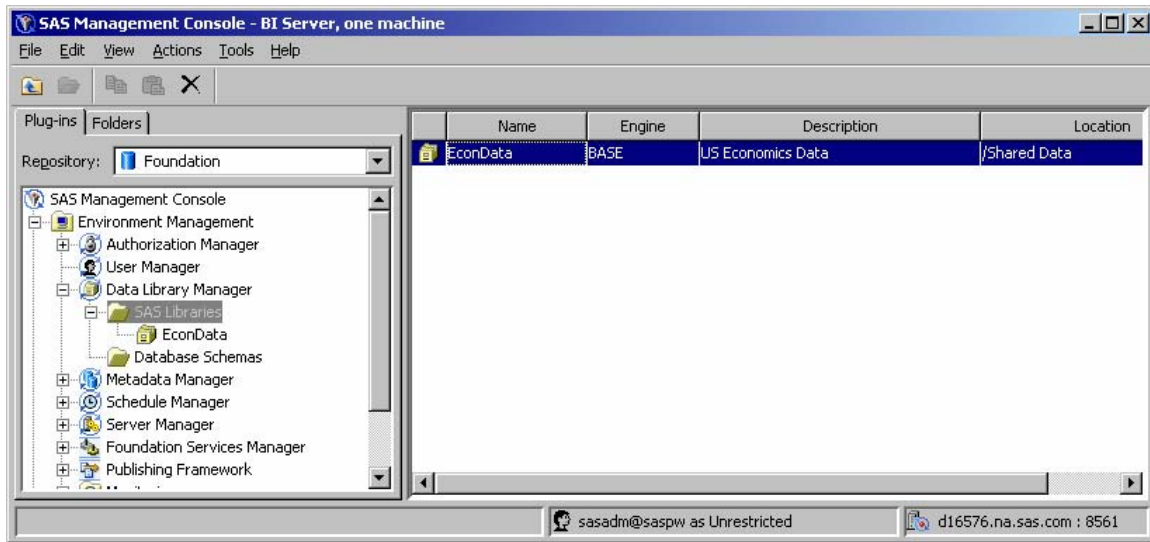 SAS Management Console - BI Server, one machine
File Edit View Actions Tools Help
Plug-ins Folders
Repository: Foundation
SAS Management Console
Environment Management
Authorization Manager
User Manager
Data Library Manager
SAS Libraries
EconData
Database Schemas
Metadata Manager
Schedule Manager
Server Manager
Foundation Services Manager
Publishing Framework
Name Engine Description Location
EconData BASE US Economics Data /Shared Data
sasadm@saspw as Unrestricted d16576.na.sas.com : 8561